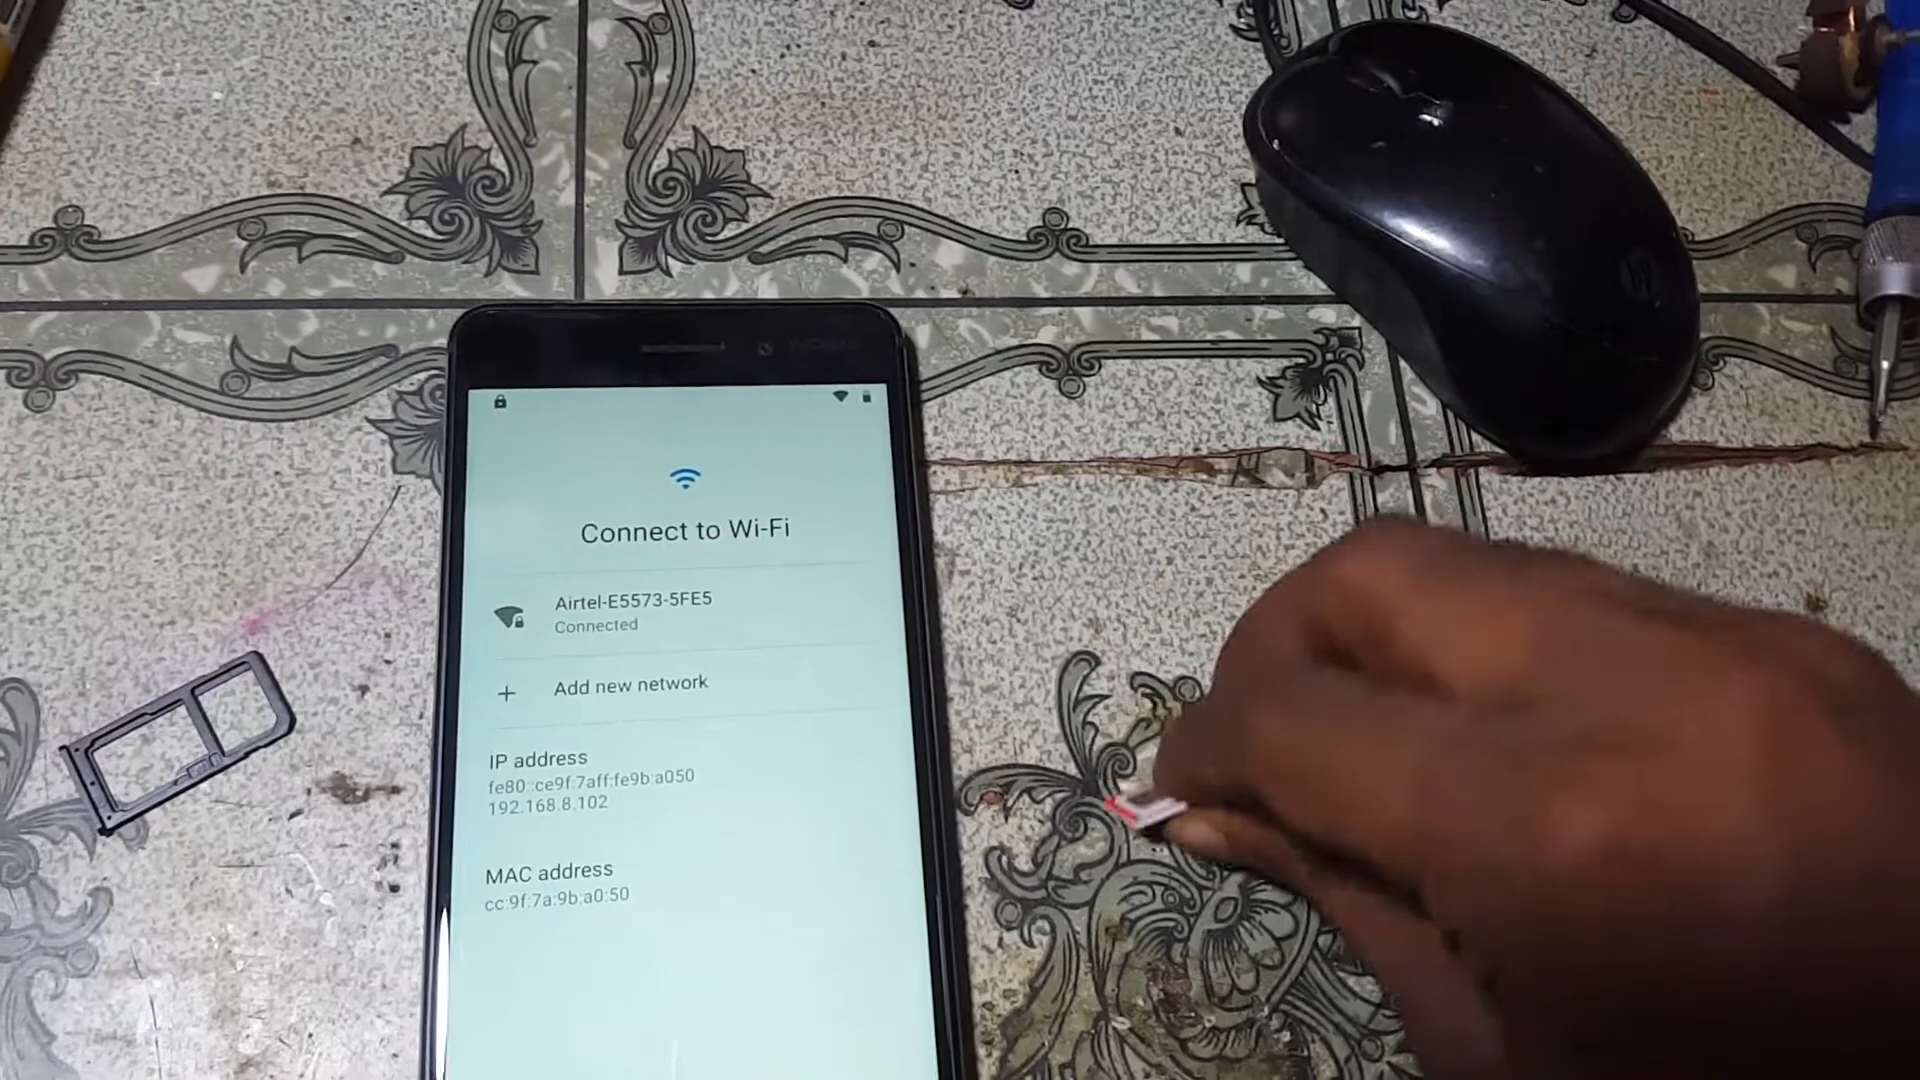 NOKIA
Connect to Wi-Fi
Airtel-E5573-5FE5
Connected
Add new network
IP address
fe80::ce9f:7aff:fe9b:a050
192.168.8.102
MAC address
cc:9f:7a:9b:a0:50